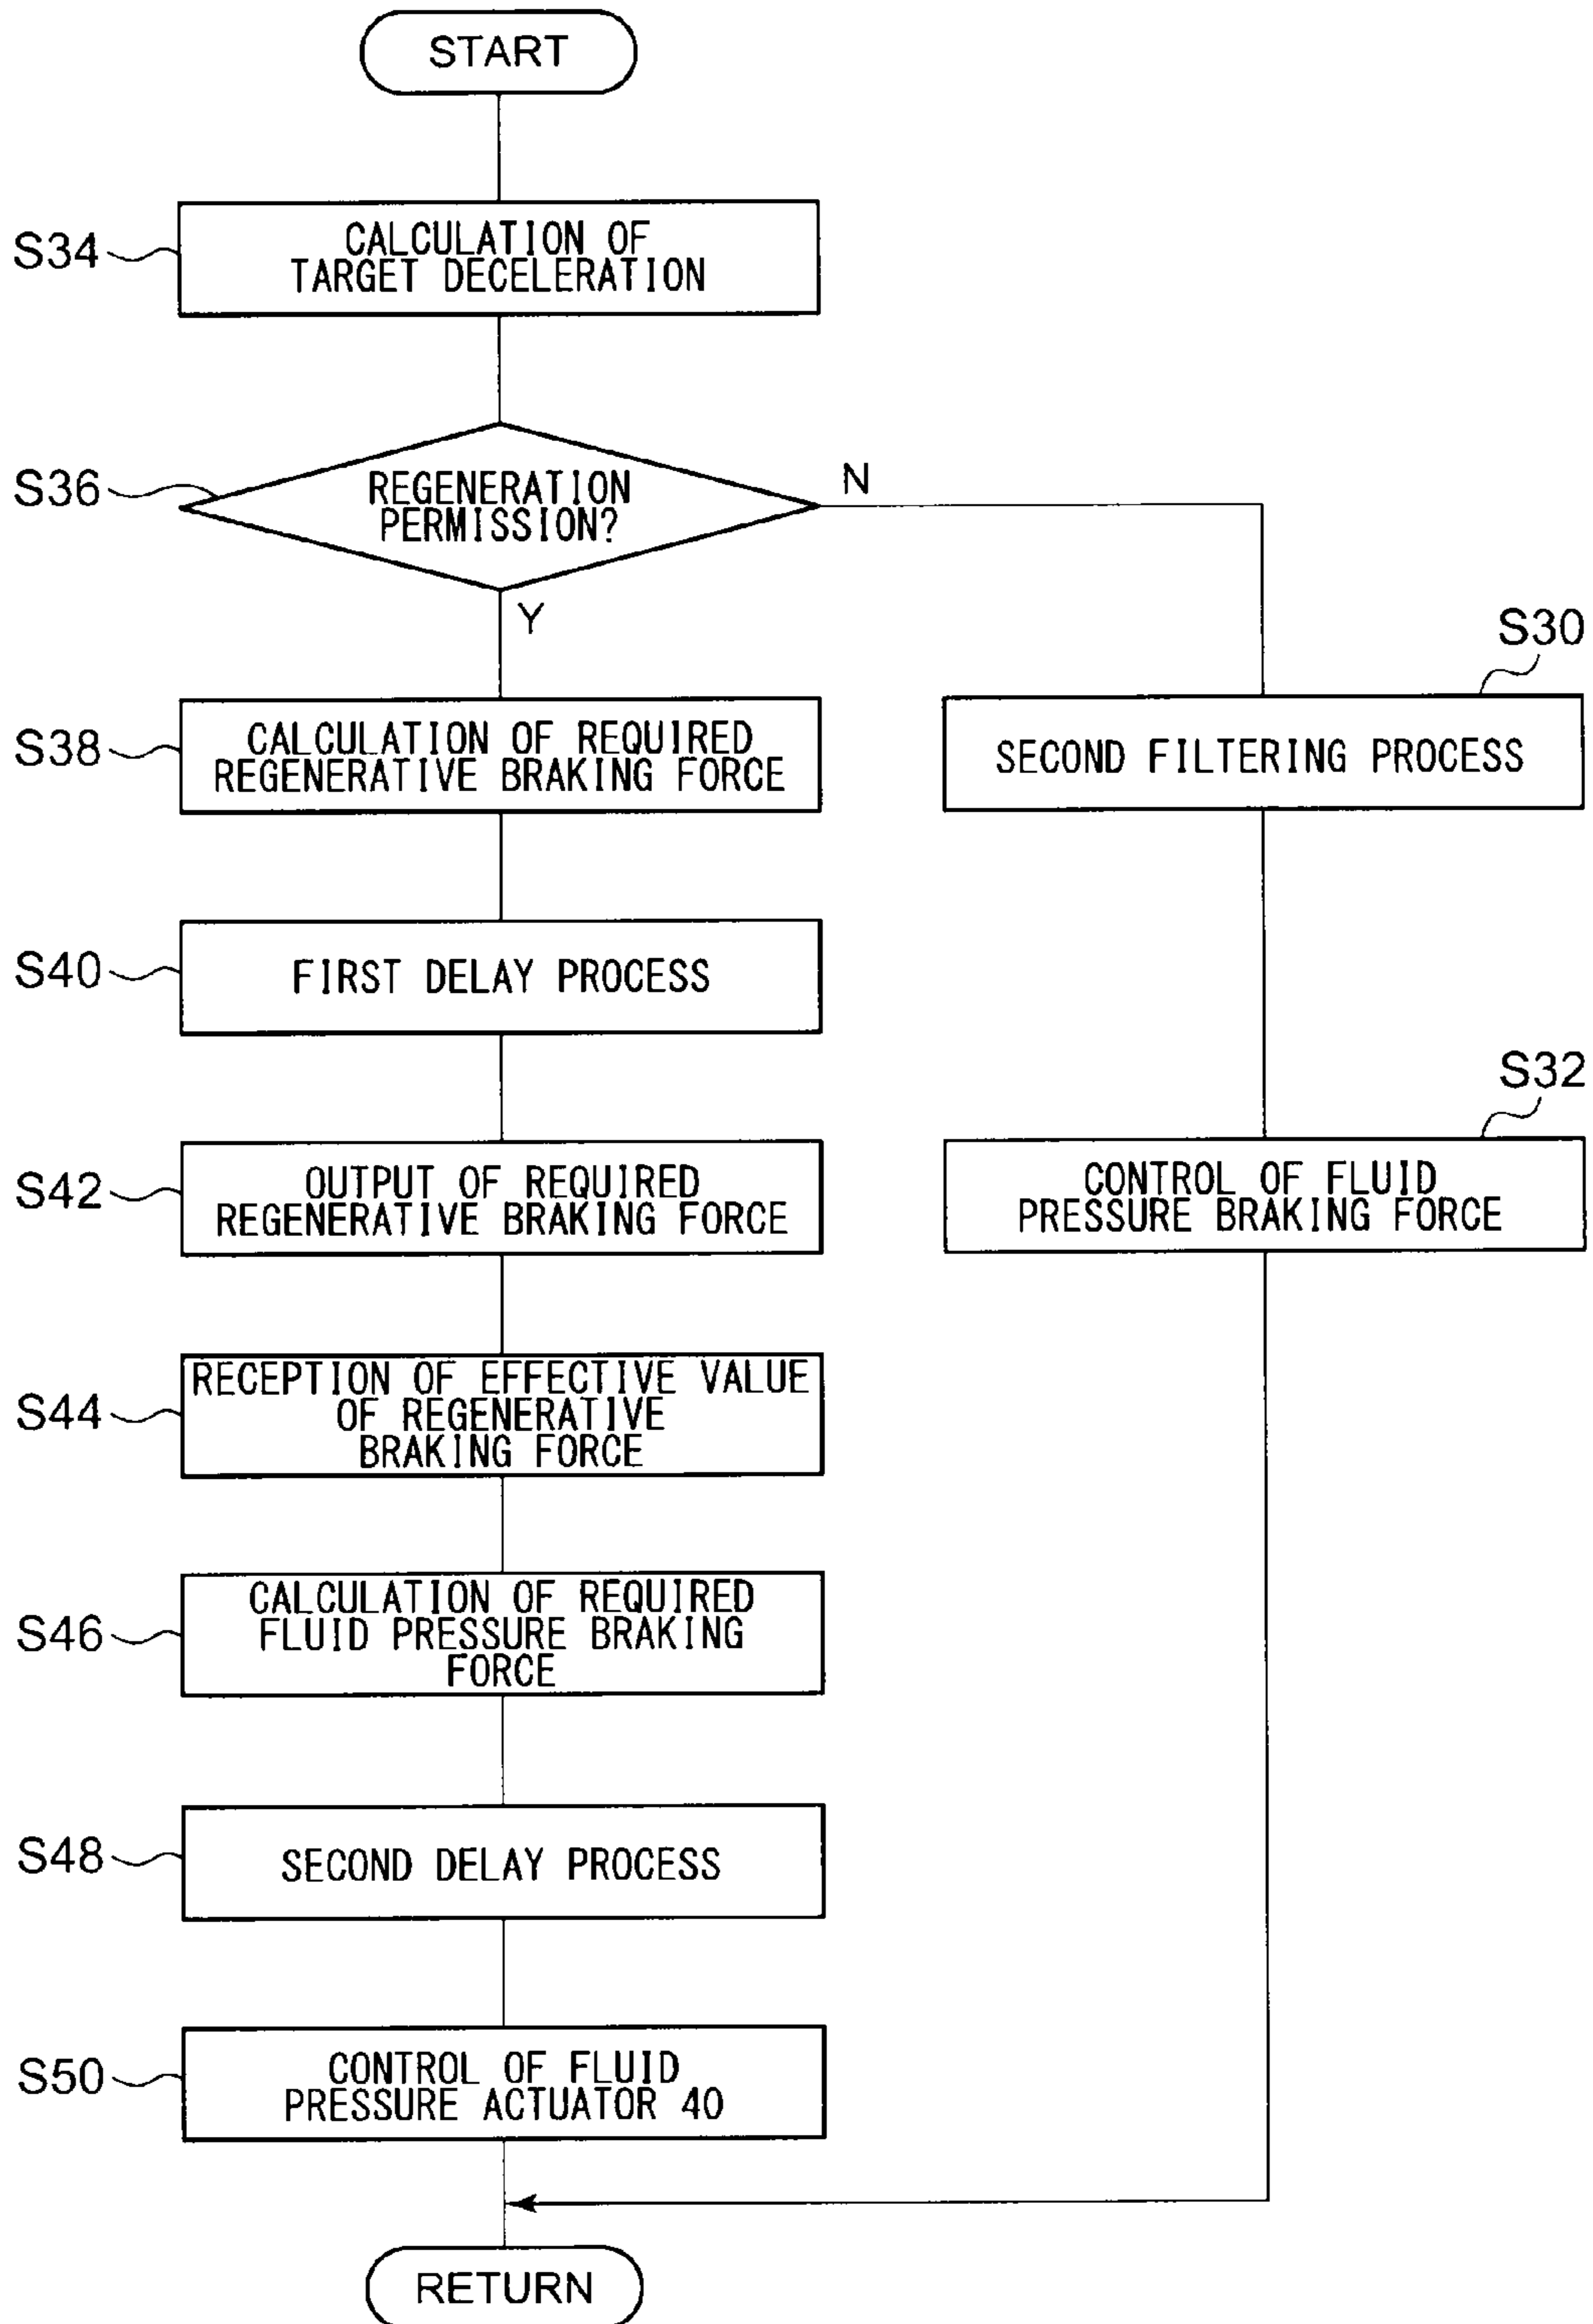 START
S34
CALCULATION OF
TARGET DECELERATION
S36
REGENERATION
PERMISSION?
N
Y
S30
S38
CALCULATION OF REQUIRED
REGENERATIVE BRAKING FORCE
SECOND FILTERING PROCESS
S40
FIRST DELAY PROCESS
S32
S42
OUTPUT OF REQUIRED
REGENERATIVE BRAKING FORCE
CONTROL OF FLUID
PRESSURE BRAKING FORCE
S44
RECEPTION OF EFFECTIVE VALUE
OF REGENERATIVE
BRAKING FORCE
S46
CALCULATION OF REQUIRED
FLUID PRESSURE BRAKING
FORCE
S48
SECOND DELAY PROCESS
S50
CONTROL OF FLUID
PRESSURE ACTUATOR 40
RETURN